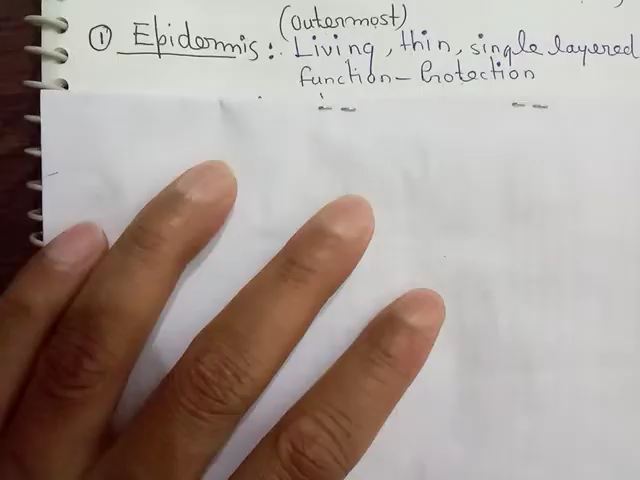 (Outermost)
① Epidermis :- Living, thin, single layered
function - Protection